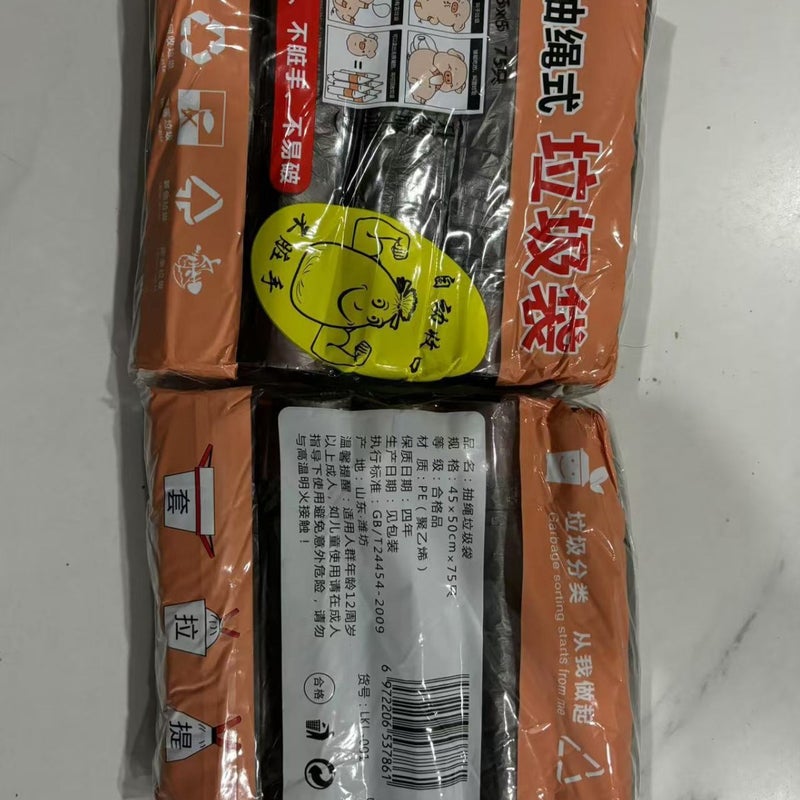 抽绳式 垃圾袋
75只
不脏手、不易破
自动收口
不脏手
垃圾分类 从我做起
Garbage sorting starts from me
品 名：抽绳垃圾袋
规 格：45×50cm×75只
等 级：合格品
材 质：PE（聚乙烯）
保质日期：四年
生产日期：见包装
执行标准：GB/T24454-2009
产 地：山东·潍坊
温馨提醒：适用人群年龄12周岁
以上成人，如儿童使用请在成人
指导下使用避免意外危险，请勿
与高温明火接触！
6 972206 537861
货号：LKL-001
合格
套
拉
提